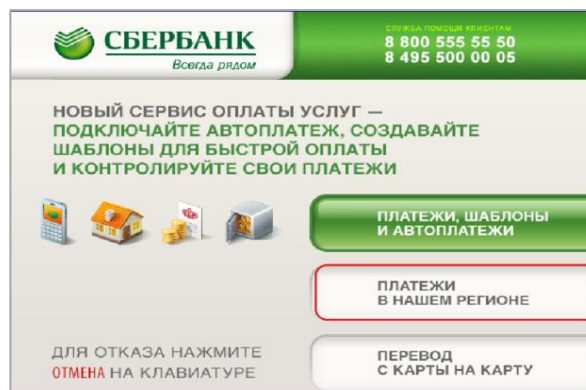 СБЕРБАНК
Всегда рядом
СЛУЖБА ПОМОЩИ КЛИЕНТАМ
8 800 555 55 50
8 495 500 00 05
НОВЫЙ СЕРВИС ОПЛАТЫ УСЛУГ —
ПОДКЛЮЧАЙТЕ АВТОПЛАТЕЖ, СОЗДАВАЙТЕ
ШАБЛОНЫ ДЛЯ БЫСТРОЙ ОПЛАТЫ
И КОНТРОЛИРУЙТЕ СВОИ ПЛАТЕЖИ
ПЛАТЕЖИ, ШАБЛОНЫ
И АВТОПЛАТЕЖИ
ПЛАТЕЖИ
В НАШЕМ РЕГИОНЕ
ДЛЯ ОТКАЗА НАЖМИТЕ
ОТМЕНА НА КЛАВИАТУРЕ
ПЕРЕВОД
С КАРТЫ НА КАРТУ